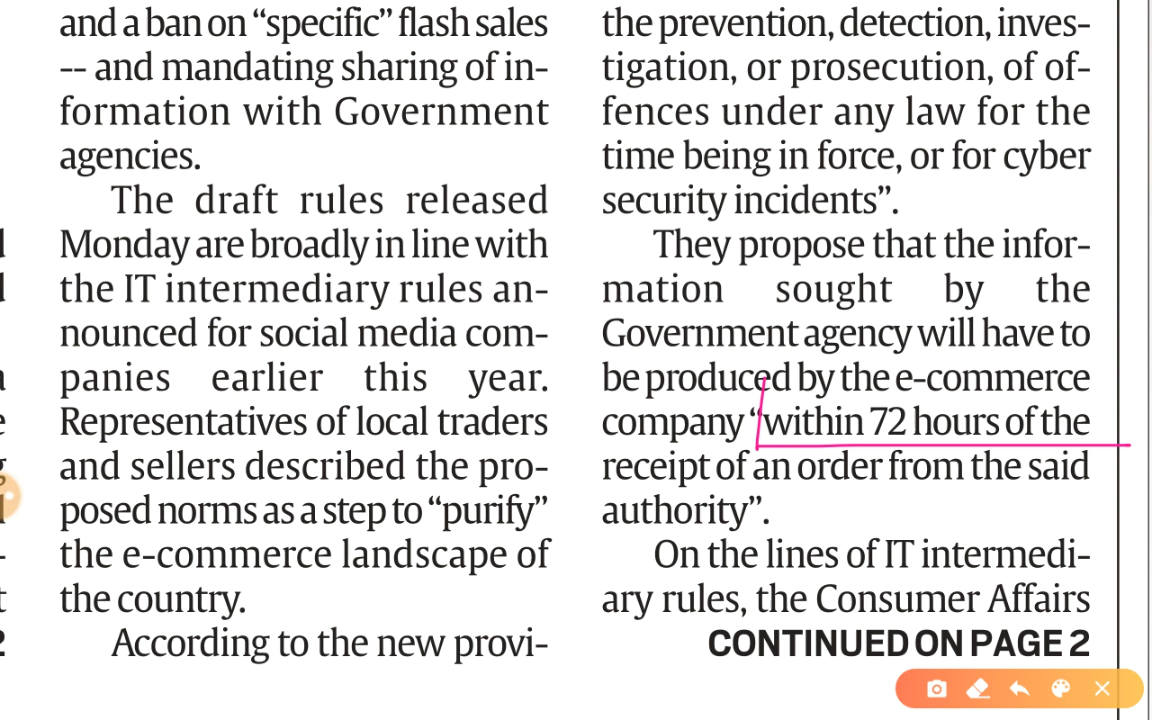 and a ban on “specific” flash sales
-- and mandating sharing of in-
formation with Government
agencies.
The draft rules released
Monday are broadly in line with
the IT intermediary rules an-
nounced for social media com-
panies earlier this year.
Representatives of local traders
and sellers described the pro-
posed norms as a step to “purify”
the e-commerce landscape of
the country.
According to the new provi-
the prevention, detection, inves-
tigation, or prosecution, of of-
fences under any law for the
time being in force, or for cyber
security incidents”.
They propose that the infor-
mation sought by the
Government agency will have to
be produced by the e-commerce
company “within 72 hours of the
receipt of an order from the said
authority”.
On the lines of IT intermedi-
ary rules, the Consumer Affairs
CONTINUED ON PAGE 2